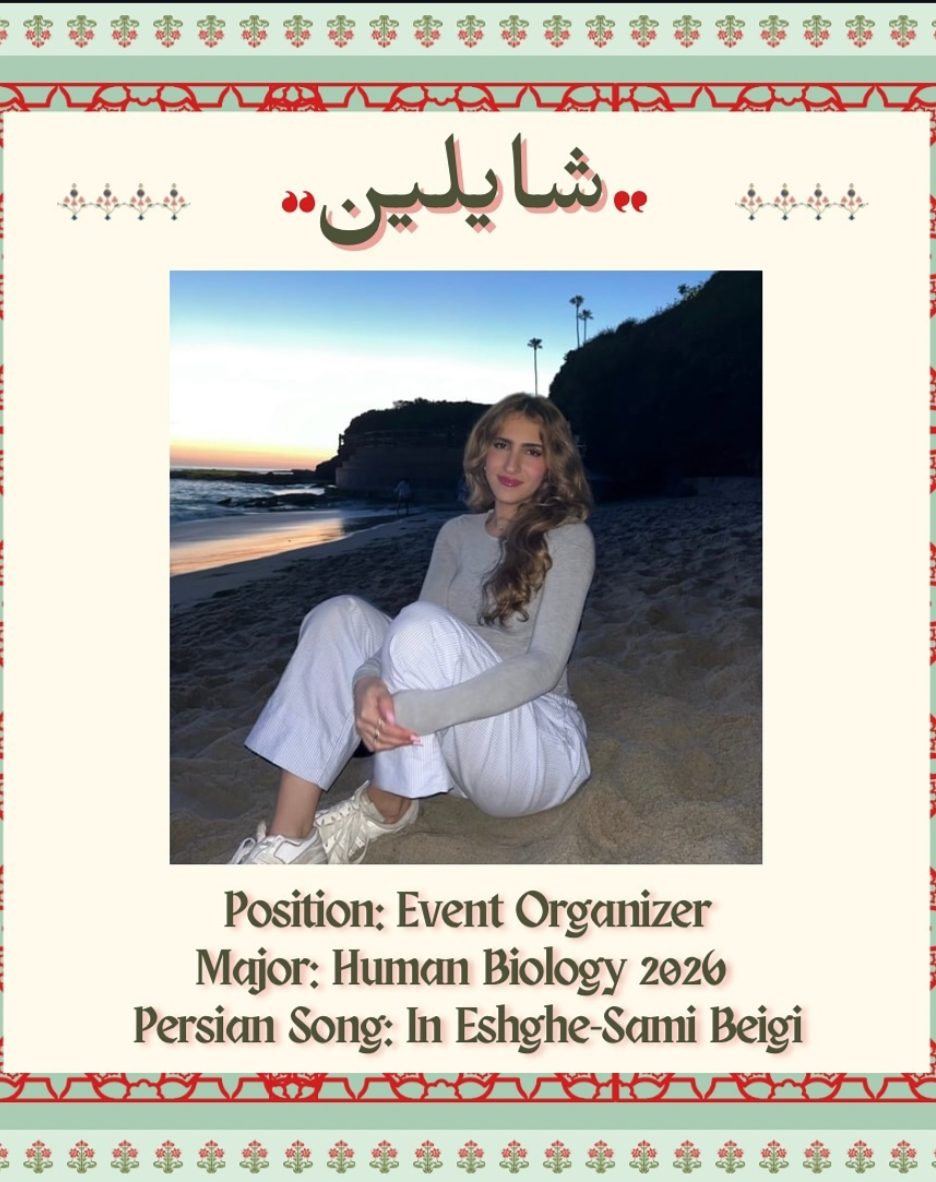 "شایلین"
Position: Event Organizer
Major: Human Biology 2026
Persian Song: In Eshghe-Sami Beigi